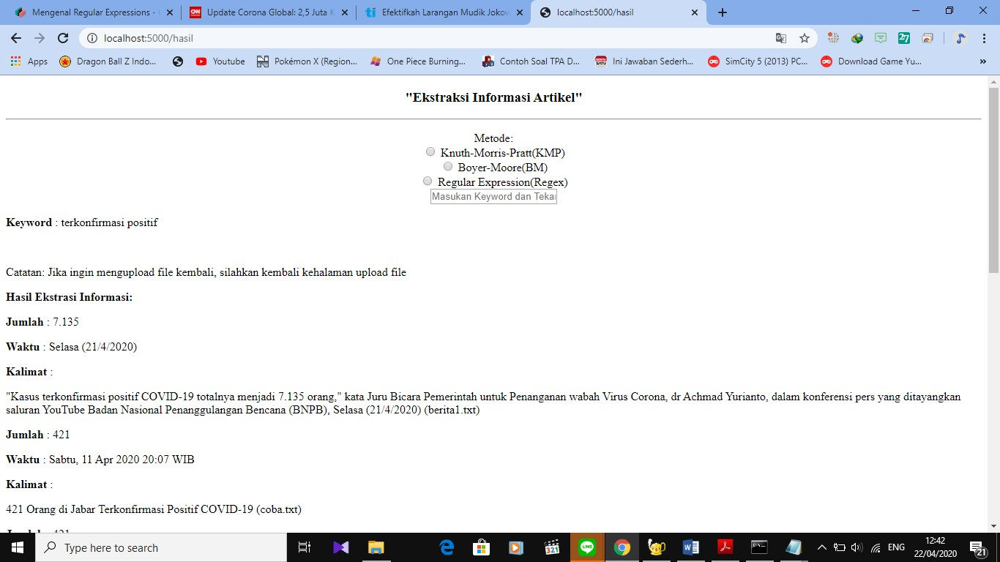 Mengenal Regular Expressions -
Update Corona Global: 2,5 Juta K
Efektifkah Larangan Mudik Jokow
localhost:5000/hasil
localhost:5000/hasil
Apps
Dragon Ball Z Indo...
Youtube
Pokémon X (Region...
One Piece Burning...
Contoh Soal TPA D...
Ini Jawaban Sederh...
SimCity 5 (2013) PC...
Download Game Yu...
"Ekstraksi Informasi Artikel"
Metode:
Knuth-Morris-Pratt(KMP)
Boyer-Moore(BM)
Regular Expression(Regex)
Masukan Keyword dan Tekan
Keyword : terkonfirmasi positif
Catatan: Jika ingin mengupload file kembali, silahkan kembali kehalaman upload file
Hasil Ekstrasi Informasi:
Jumlah : 7.135
Waktu : Selasa (21/4/2020)
Kalimat :
"Kasus terkonfirmasi positif COVID-19 totalnya menjadi 7.135 orang," kata Juru Bicara Pemerintah untuk Penanganan wabah Virus Corona, dr Achmad Yurianto, dalam konferensi pers yang ditayangkan
saluran YouTube Badan Nasional Penanggulangan Bencana (BNPB), Selasa (21/4/2020) (berita1.txt)
Jumlah : 421
Waktu : Sabtu, 11 Apr 2020 20:07 WIB
Kalimat :
421 Orang di Jabar Terkonfirmasi Positif COVID-19 (coba.txt)
Jumlah : 421
Type here to search
ENG
12:42
22/04/2020
21